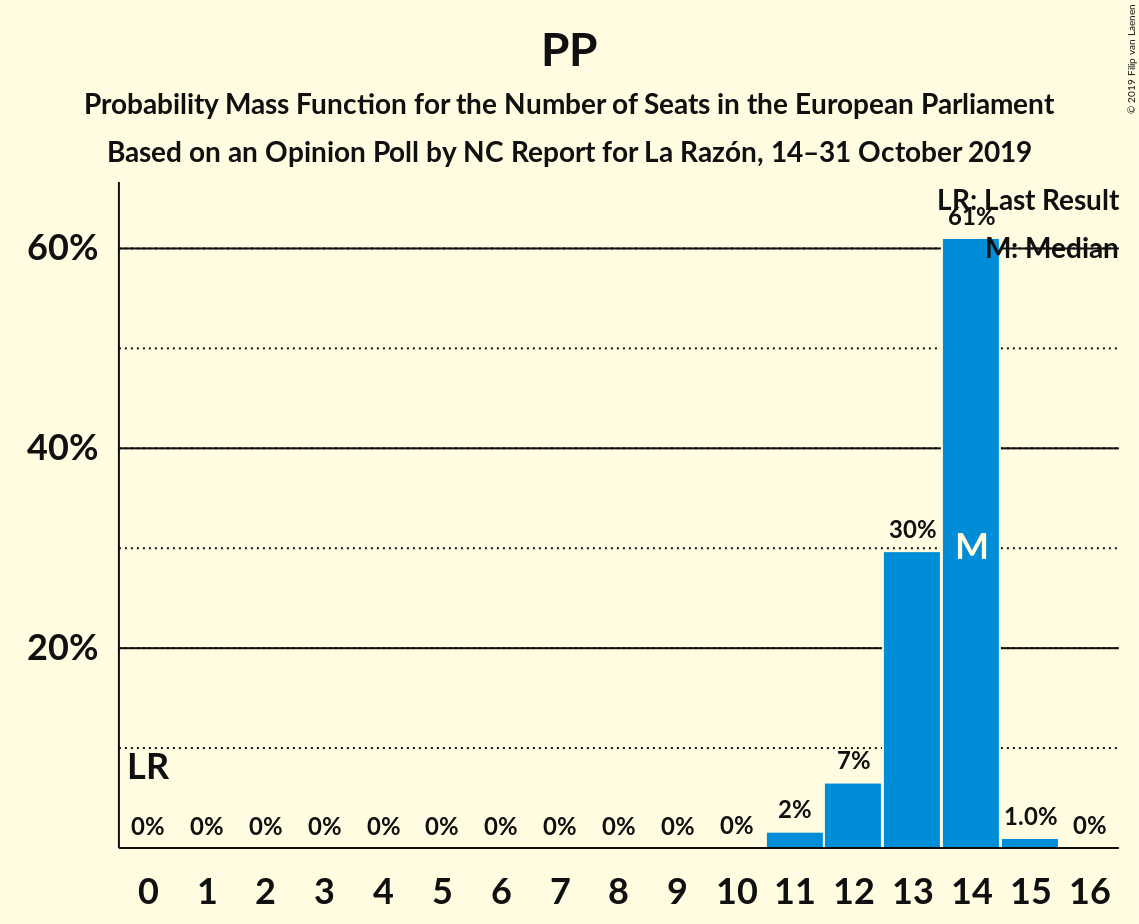 PP
Probability Mass Function for the Number of Seats in the European Parliament
Based on an Opinion Poll by NC Report for La Razón, 14–31 October 2019
© 2019 Filip van Laenen
LR: Last Result
M: Median
60%
40%
20%
61%
30%
M
LR
7%
2%
1.0%
0% 0% 0% 0% 0% 0% 0% 0% 0% 0% 0% 0%
0 1 2 3 4 5 6 7 8 9 10 11 12 13 14 15 16